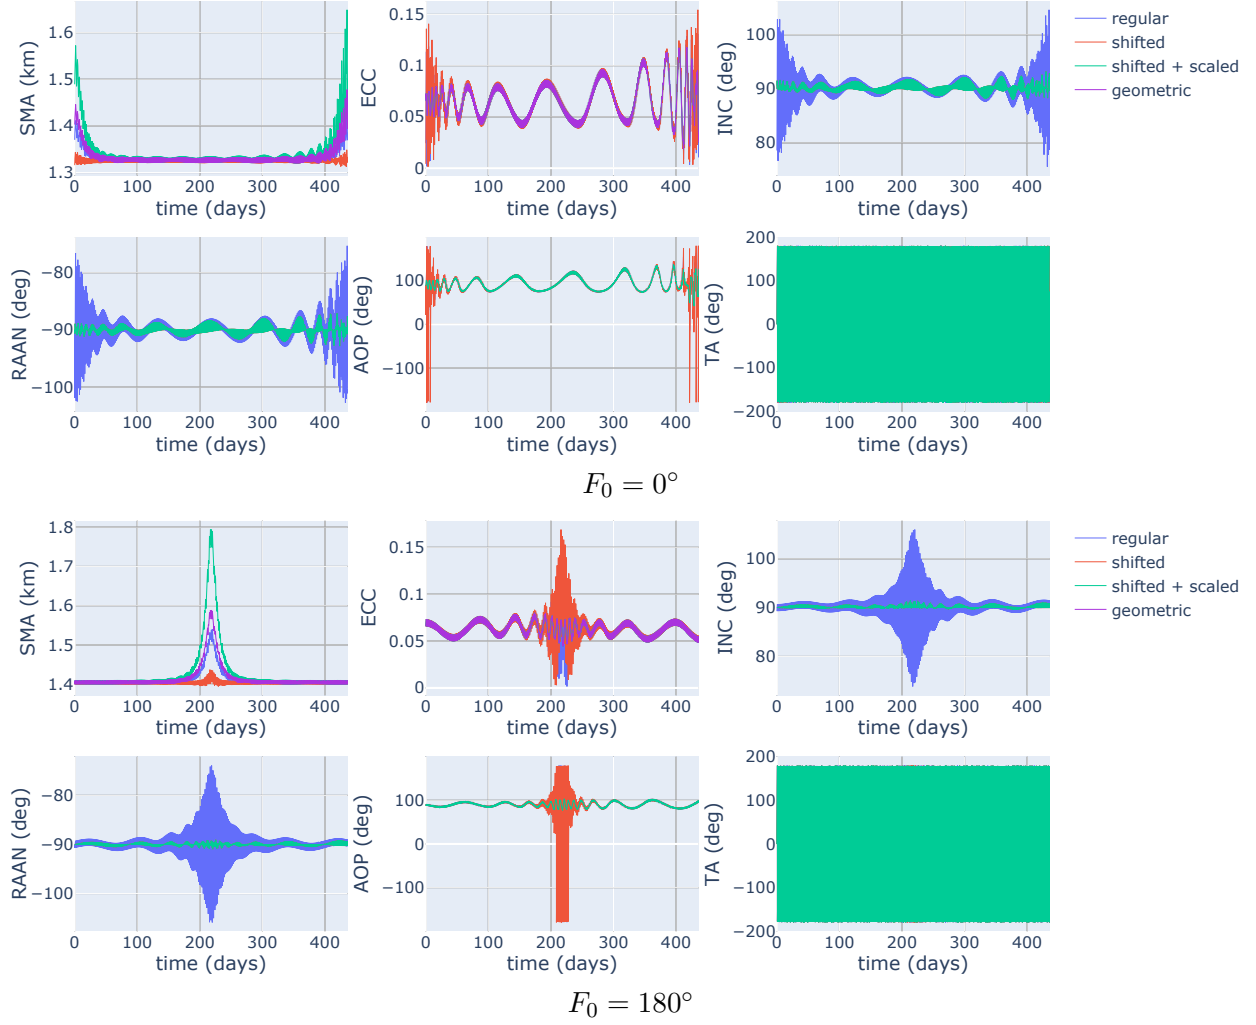 1.6
1.5
1.4
1.3
SMA (km)
0 100 200 300 400
time (days)
0.15
0.1
0.05
0
ECC
0 100 200 300 400
time (days)
100
90
80
INC (deg)
0 100 200 300 400
time (days)
regular
shifted
shifted + scaled
geometric
−80
−90
−100
RAAN (deg)
0 100 200 300 400
time (days)
100
0
−100
AOP (deg)
0 100 200 300 400
time (days)
200
100
0
−100
−200
TA (deg)
0 100 200 300 400
time (days)
F₀ = 0°
1.8
1.7
1.6
1.5
1.4
SMA (km)
0 100 200 300 400
time (days)
0.15
0.1
0.05
0
ECC
0 100 200 300 400
time (days)
100
90
80
INC (deg)
0 100 200 300 400
time (days)
regular
shifted
shifted + scaled
geometric
−80
−90
−100
RAAN (deg)
0 100 200 300 400
time (days)
100
0
−100
AOP (deg)
0 100 200 300 400
time (days)
200
100
0
−100
−200
TA (deg)
0 100 200 300 400
time (days)
F₀ = 180°